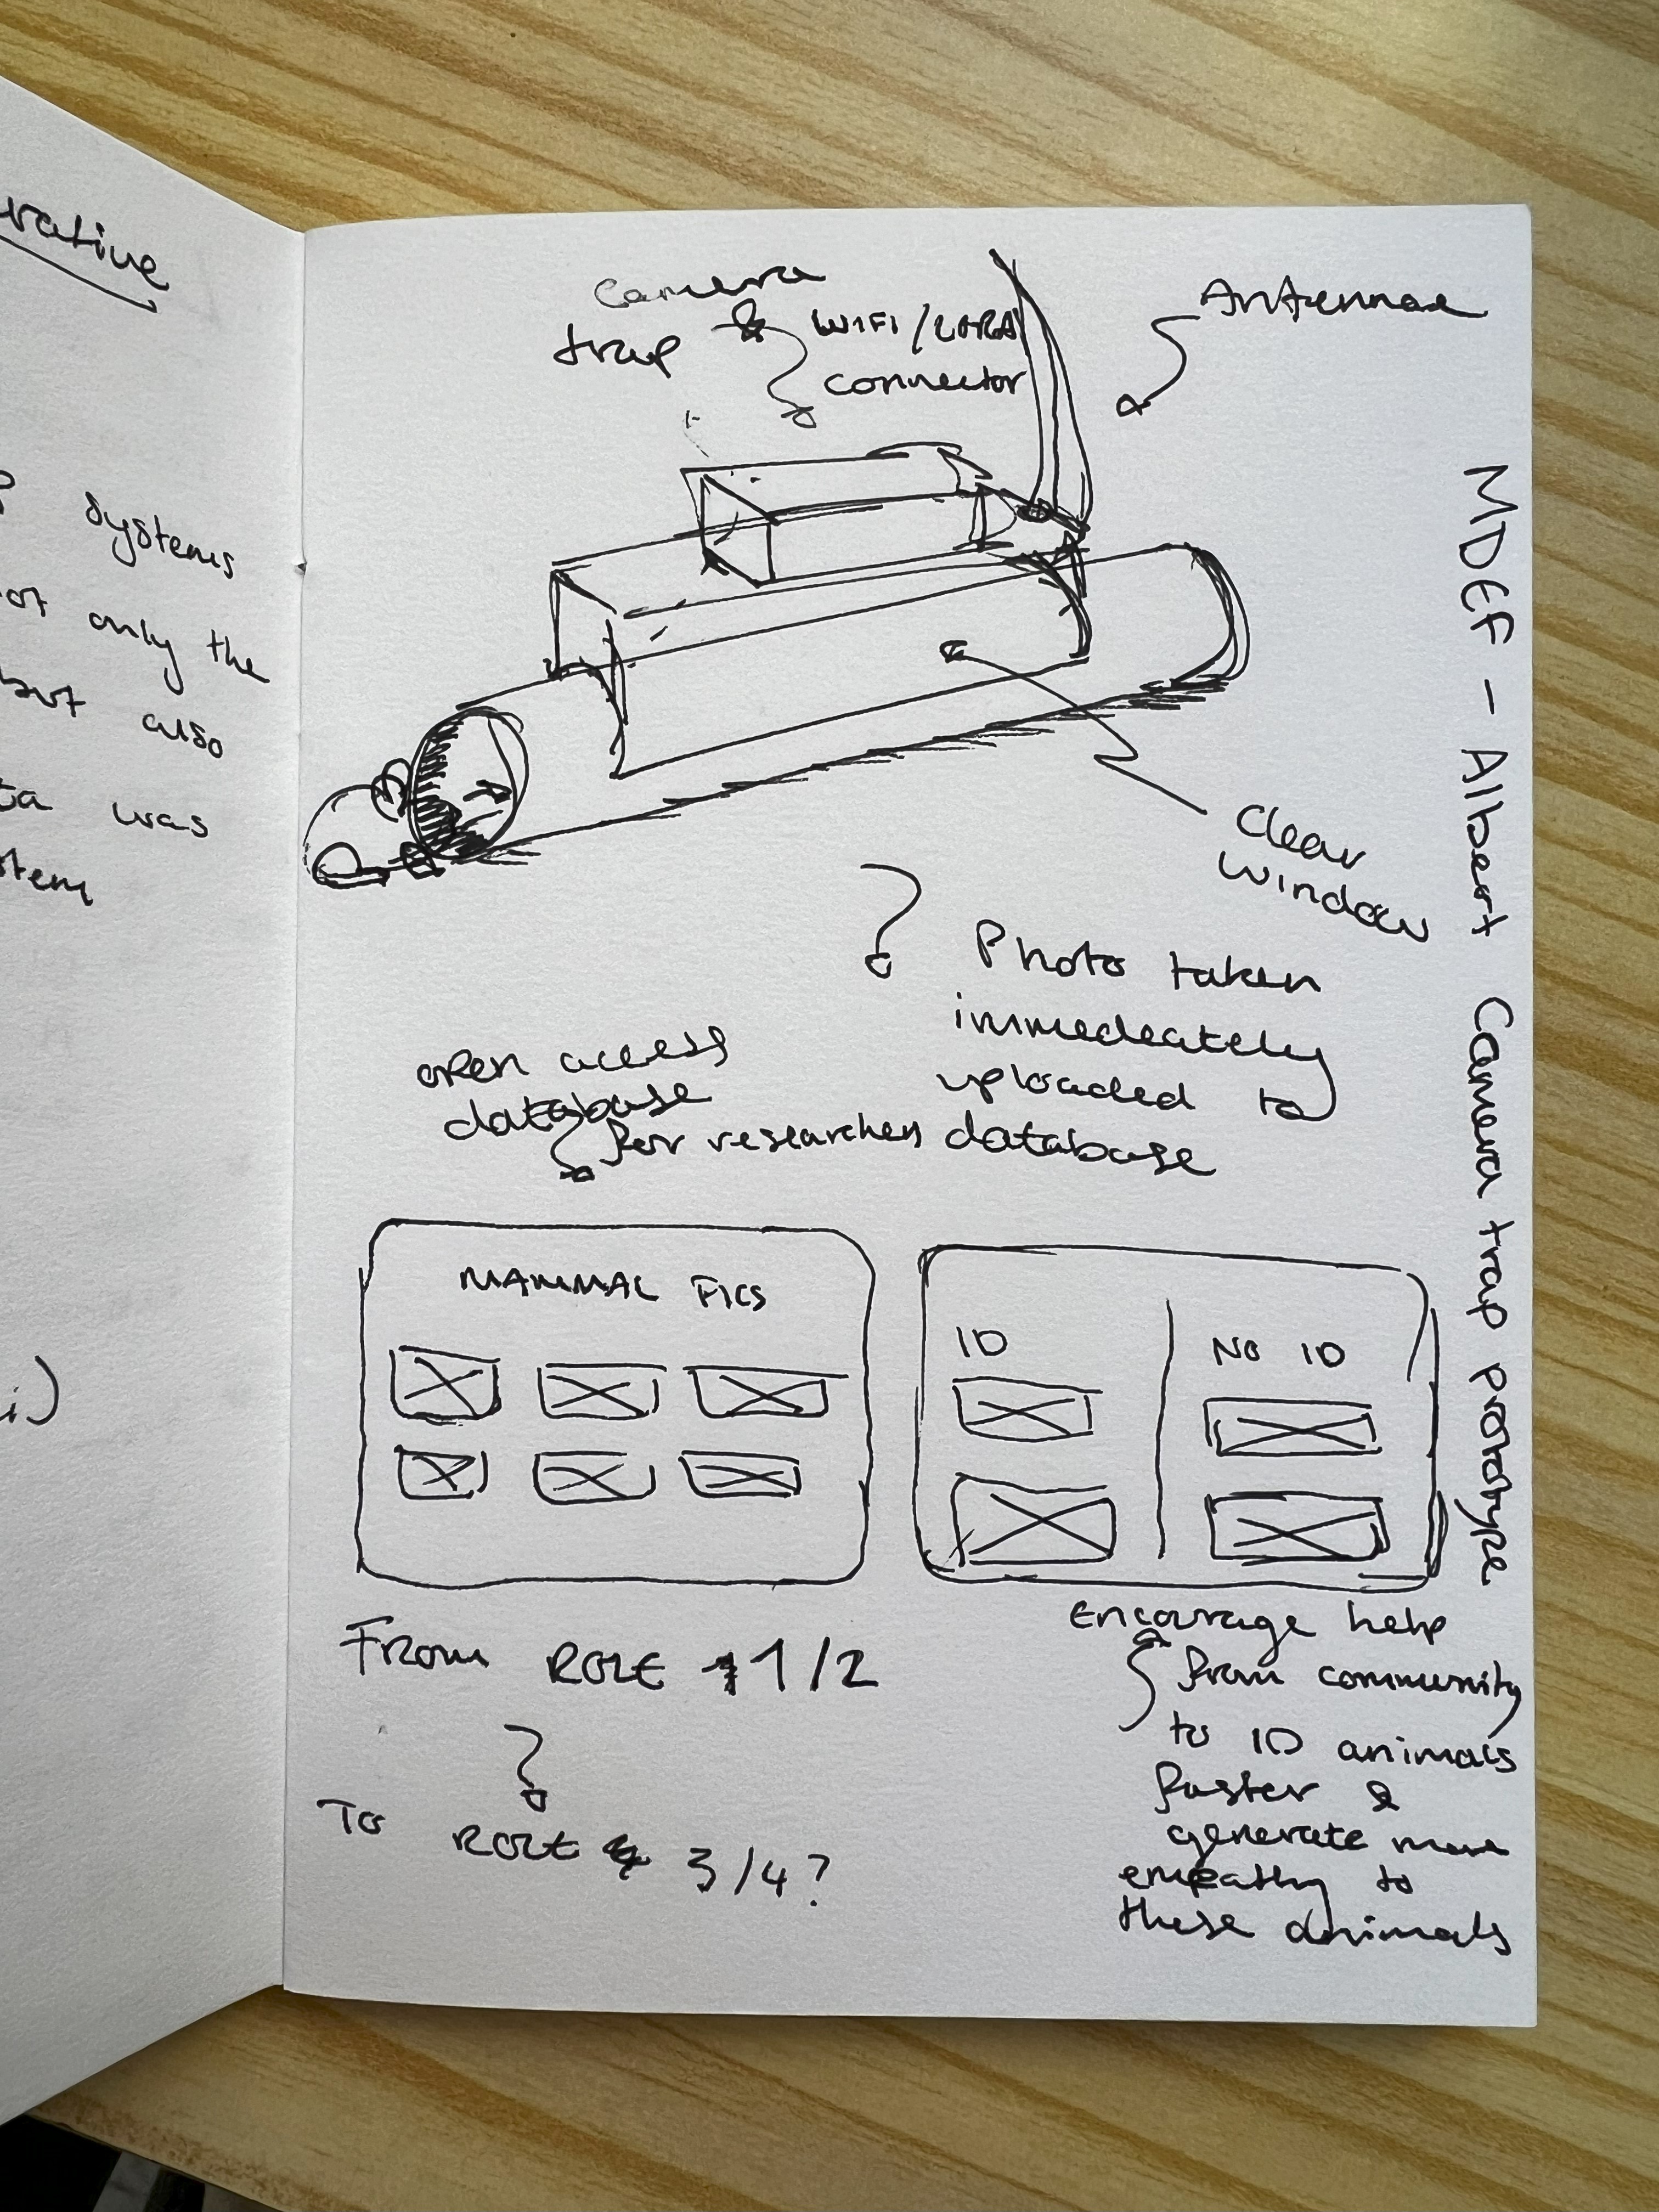 rative
systems
only the
but also
was
camera
trap & WIFI / LORA
connector
Antennae
clear
window
Photo taken
immedeately
uploaded to
database
open access
database
for researchers
MAMMAL PICS
ID
NO ID
From ROLE 1/2
To ROLE 3/4?
Encourage help
from community
to ID animals
faster &
generate more
empathy to
these animals
MDEF - Albert Camera trap prototype